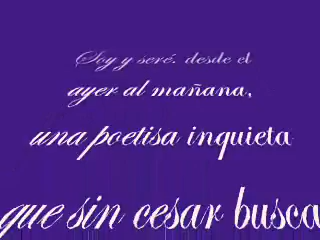 Soy y seré. desde el
ayer al mañana,
una poetisa inquieta
que sin cesar busca